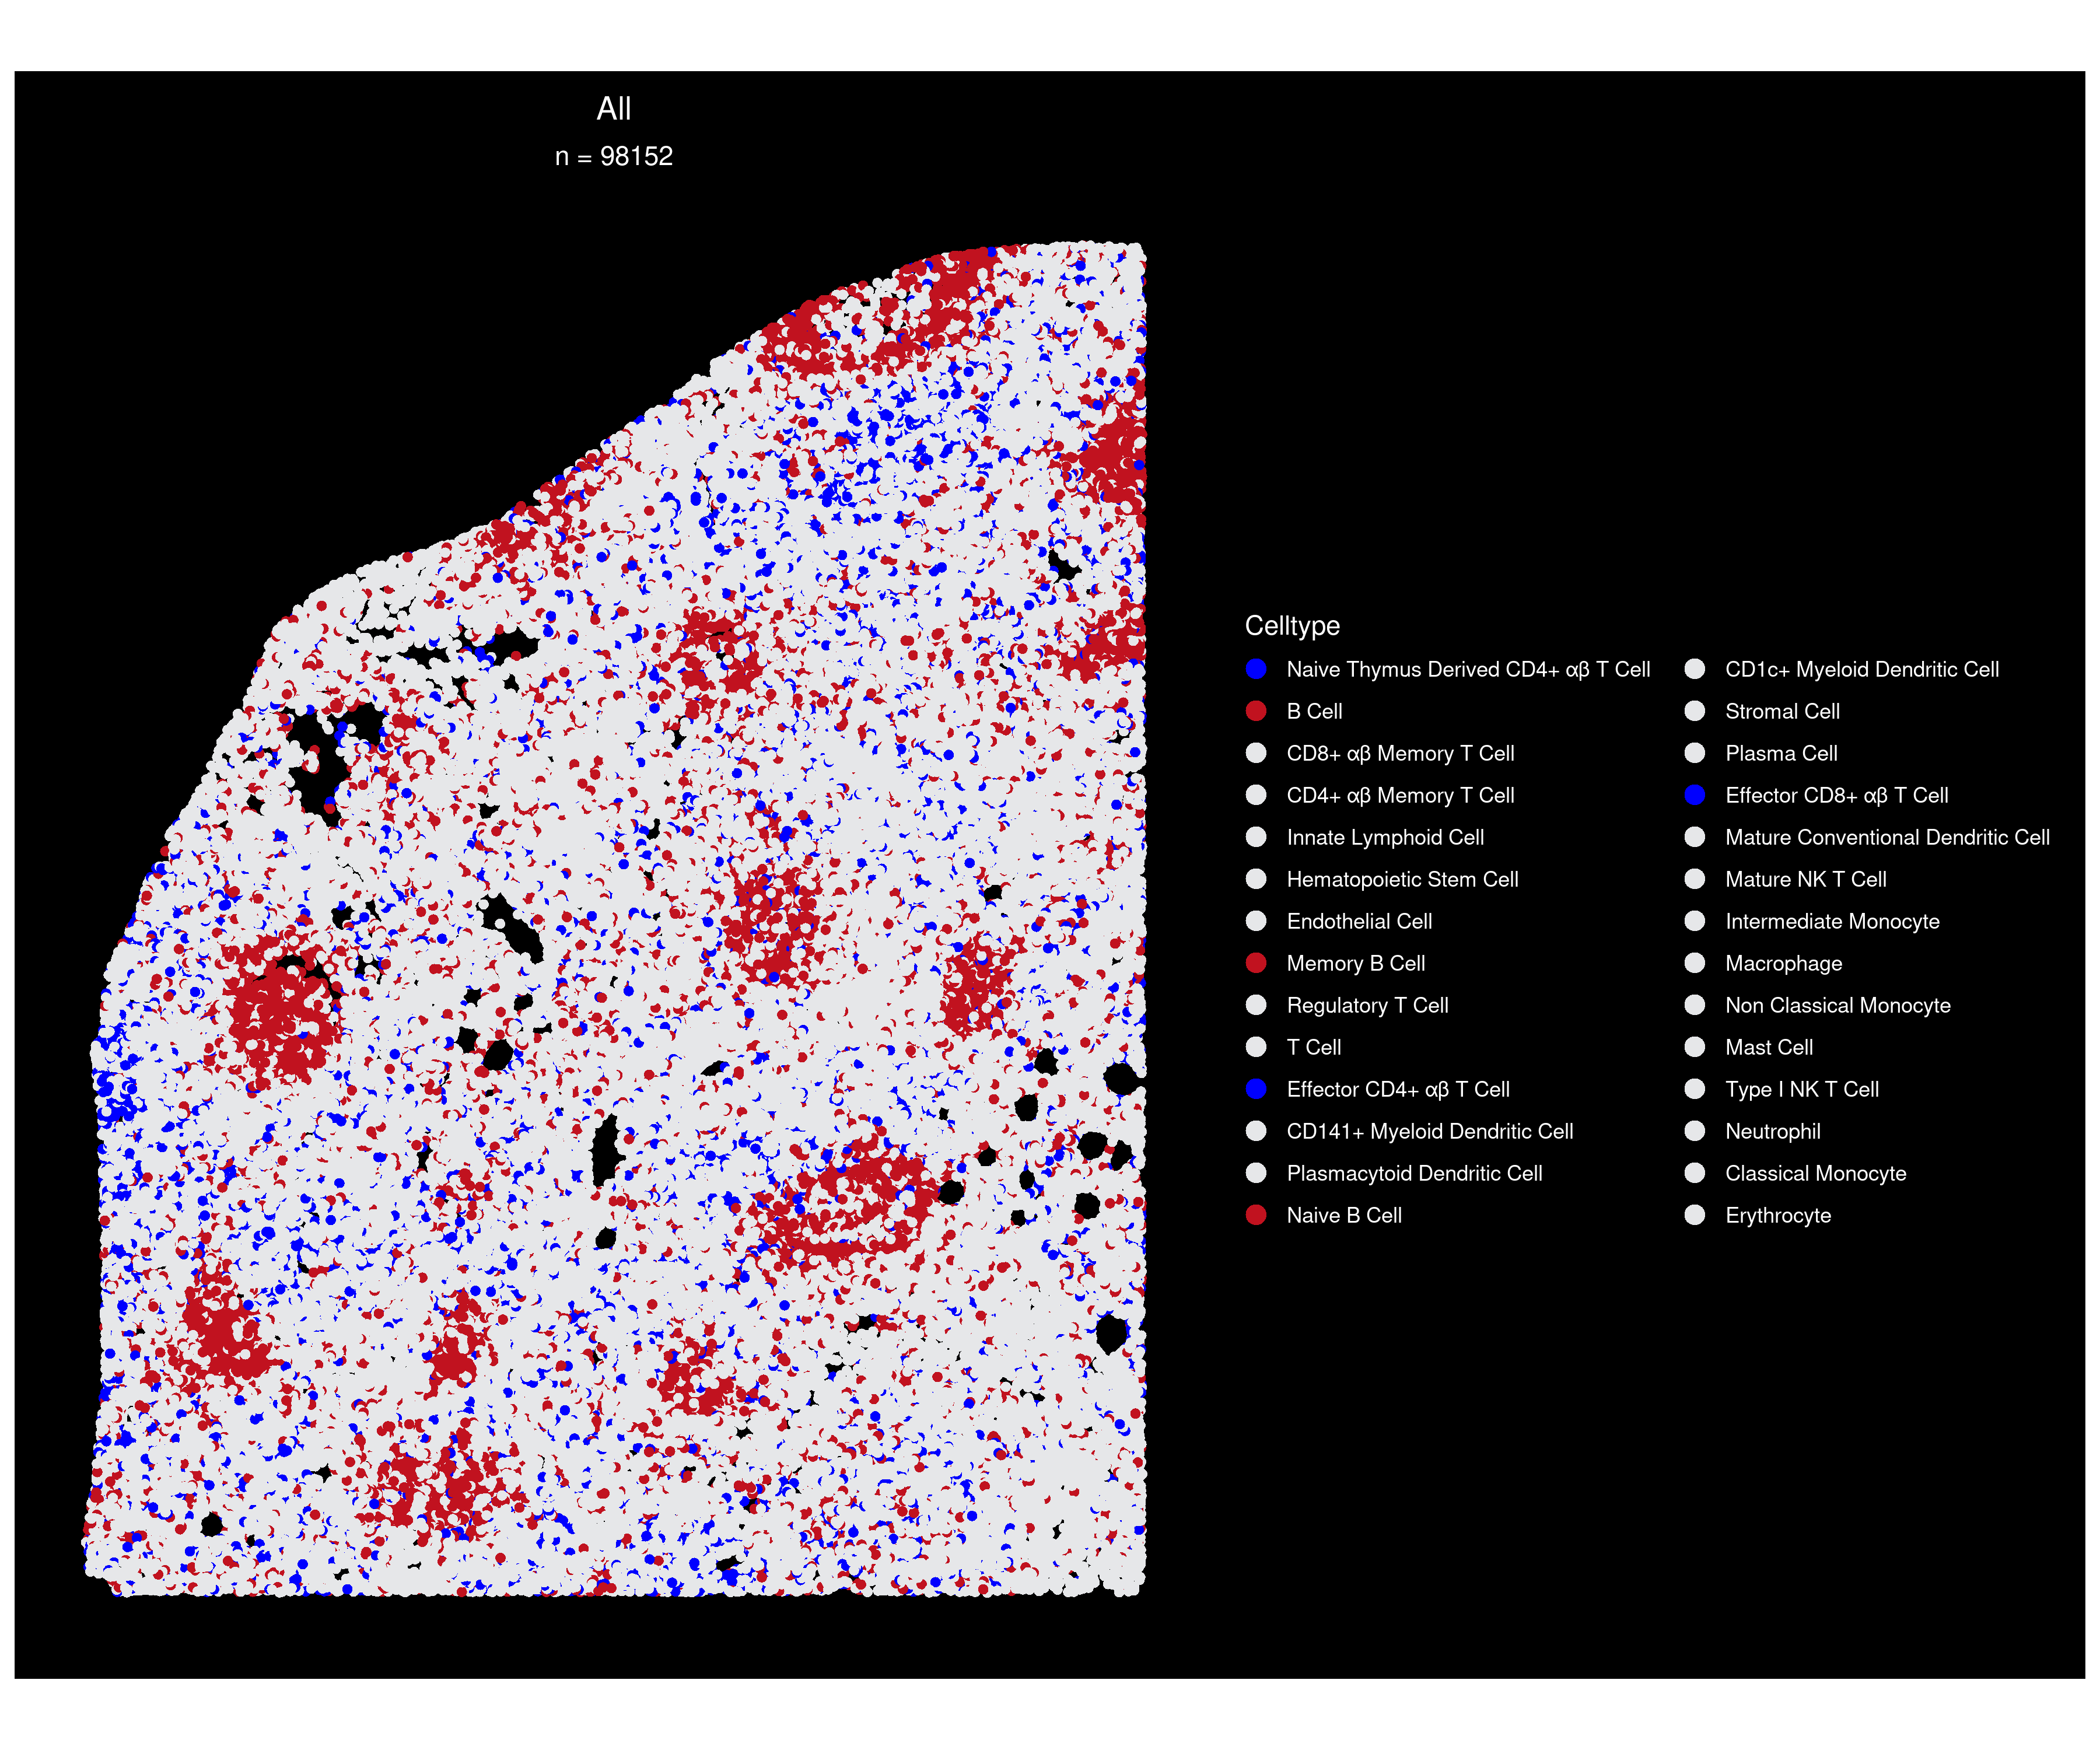 All
n = 98152
Celltype
Naive Thymus Derived CD4+ αβ T Cell
B Cell
CD8+ αβ Memory T Cell
CD4+ αβ Memory T Cell
Innate Lymphoid Cell
Hematopoietic Stem Cell
Endothelial Cell
Memory B Cell
Regulatory T Cell
T Cell
Effector CD4+ αβ T Cell
CD141+ Myeloid Dendritic Cell
Plasmacytoid Dendritic Cell
Naive B Cell
CD1c+ Myeloid Dendritic Cell
Stromal Cell
Plasma Cell
Effector CD8+ αβ T Cell
Mature Conventional Dendritic Cell
Mature NK T Cell
Intermediate Monocyte
Macrophage
Non Classical Monocyte
Mast Cell
Type I NK T Cell
Neutrophil
Classical Monocyte
Erythrocyte